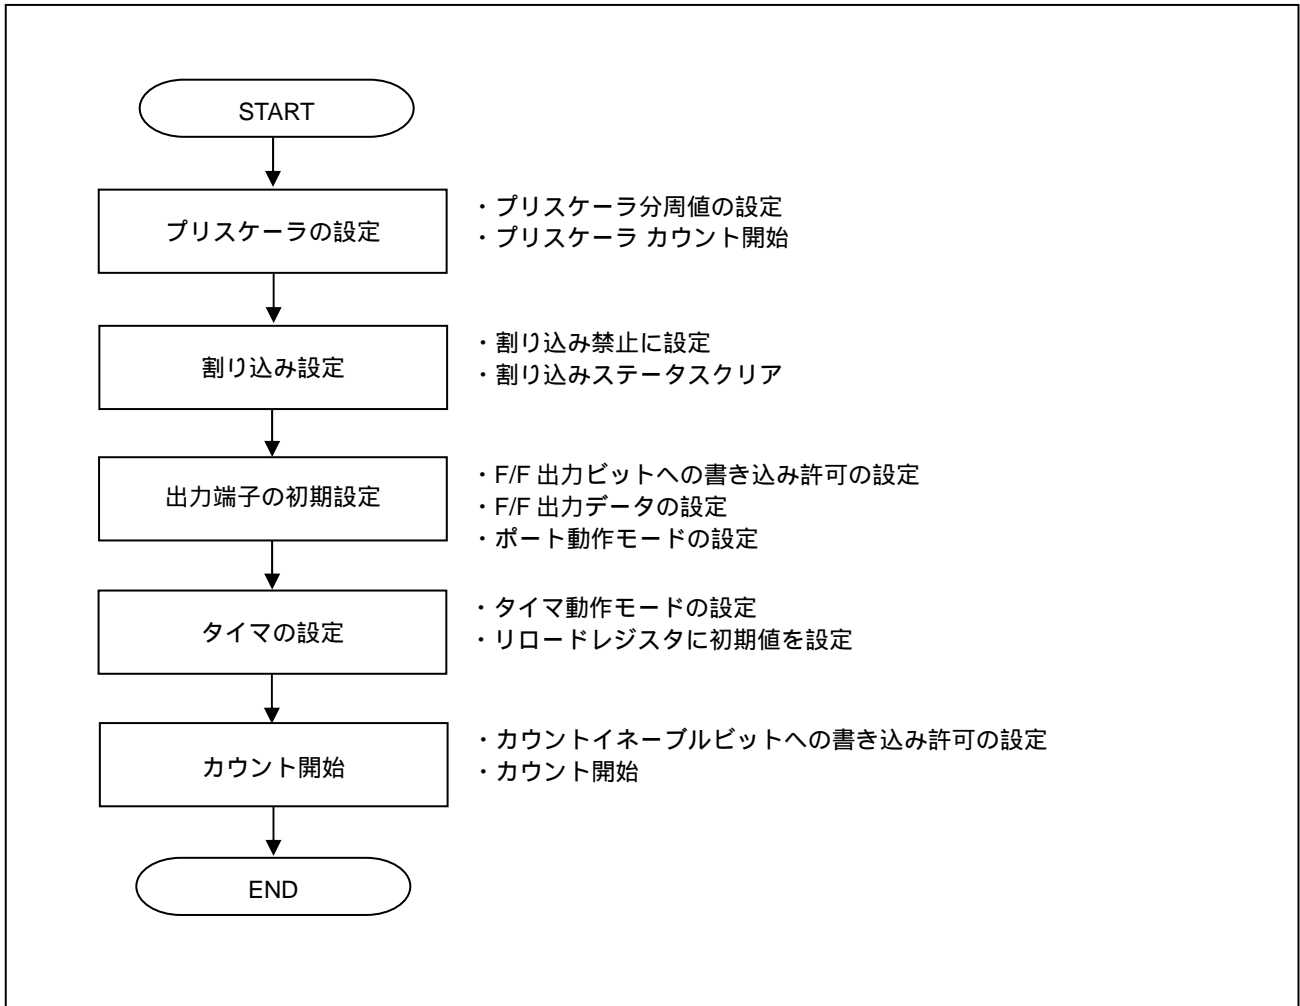 START
プリスケーラの設定
・プリスケーラ分周値の設定
・プリスケーラ カウント開始
割り込み設定
・割り込み禁止に設定
・割り込みステータスクリア
出力端子の初期設定
・F/F 出力ビットへの書き込み許可の設定
・F/F 出力データの設定
・ポート動作モードの設定
タイマの設定
・タイマ動作モードの設定
・リロードレジスタに初期値を設定
カウント開始
・カウントイネーブルビットへの書き込み許可の設定
・カウント開始
END